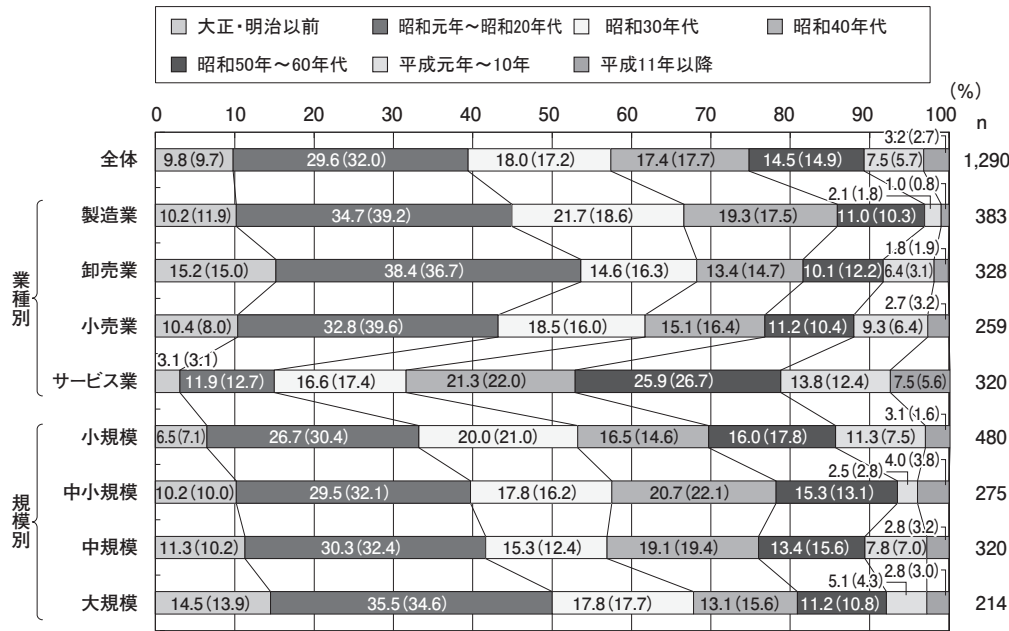 大正・明治以前 昭和元年～昭和20年代 昭和30年代 昭和40年代
昭和50年～60年代 平成元年～10年 平成11年以降
(%)
0 10 20 30 40 50 60 70 80 90 100 n
3.2(2.7)
全体 9.8(9.7) 29.6(32.0) 18.0(17.2) 17.4(17.7) 14.5(14.9) 7.5(5.7) 1,290
2.1(1.8) 1.0(0.8)
製造業 10.2(11.9) 34.7(39.2) 21.7(18.6) 19.3(17.5) 11.0(10.3) 383
1.8(1.9)
卸売業 15.2(15.0) 38.4(36.7) 14.6(16.3) 13.4(14.7) 10.1(12.2) 6.4(3.1) 328
業種別
2.7(3.2)
小売業 10.4(8.0) 32.8(39.6) 18.5(16.0) 15.1(16.4) 11.2(10.4) 9.3(6.4) 259
3.1(3.1)
サービス業 11.9(12.7) 16.6(17.4) 21.3(22.0) 25.9(26.7) 13.8(12.4) 7.5(5.6) 320
3.1(1.6)
小規模 6.5(7.1) 26.7(30.4) 20.0(21.0) 16.5(14.6) 16.0(17.8) 11.3(7.5) 480
2.5(2.8) 4.0(3.8)
中小規模 10.2(10.0) 29.5(32.1) 17.8(16.2) 20.7(22.1) 15.3(13.1) 275
規模別
2.8(3.2)
中規模 11.3(10.2) 30.3(32.4) 15.3(12.4) 19.1(19.4) 13.4(15.6) 7.8(7.0) 320
5.1(4.3) 2.8(3.0)
大規模 14.5(13.9) 35.5(34.6) 17.8(17.7) 13.1(15.6) 11.2(10.8) 214